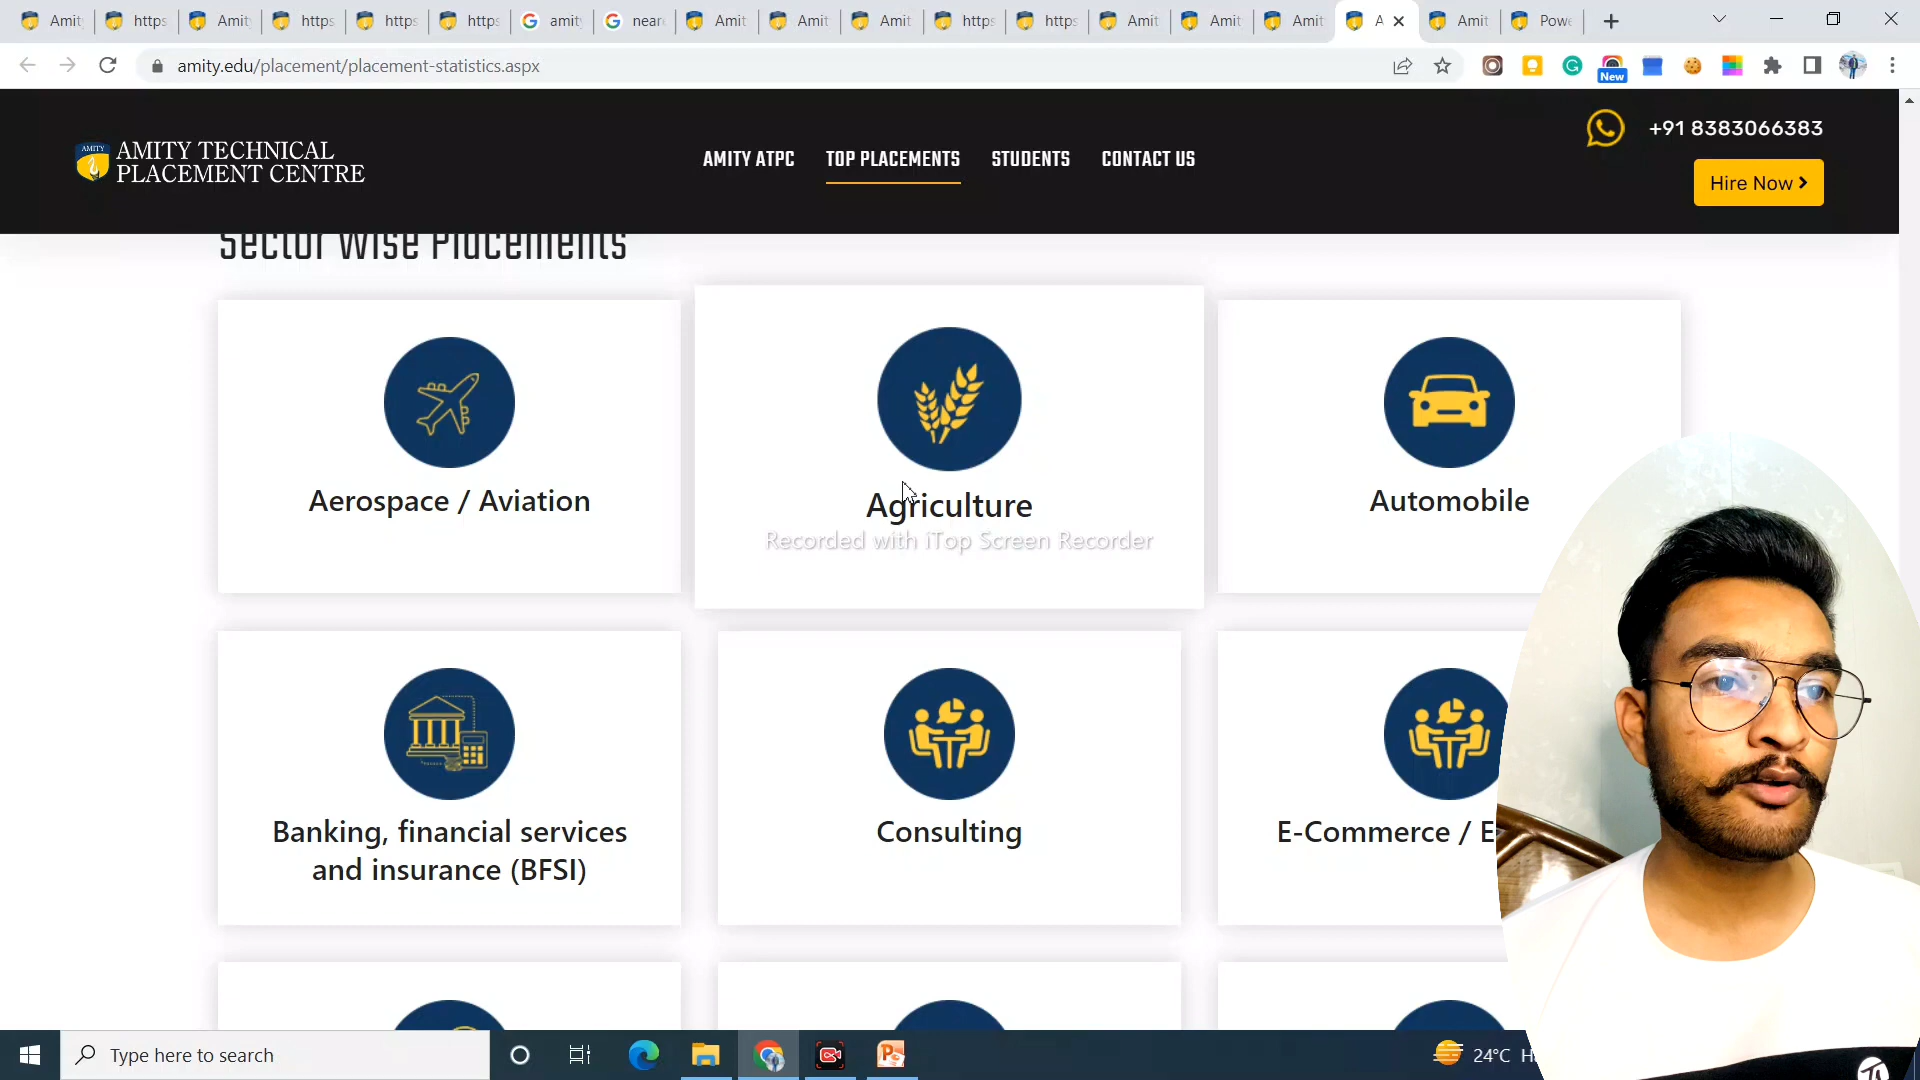 Amit
https
Amit
https
https
https
amit
near
Amit
Amit
Amit
https
https
Amit
Amit
Amit
A
Amit
Powe
amity.edu/placement/placement-statistics.aspx
New
AMITY
AMITY TECHNICAL
PLACEMENT CENTRE
AMITY ATPC
TOP PLACEMENTS
STUDENTS
CONTACT US
+91 8383066383
Hire Now
Sector Wise Placements
Aerospace / Aviation
Agriculture
Automobile
Recorded with iTop Screen Recorder
Banking, financial services
and insurance (BFSI)
Consulting
E-Commerce / E
Type here to search
24°C H